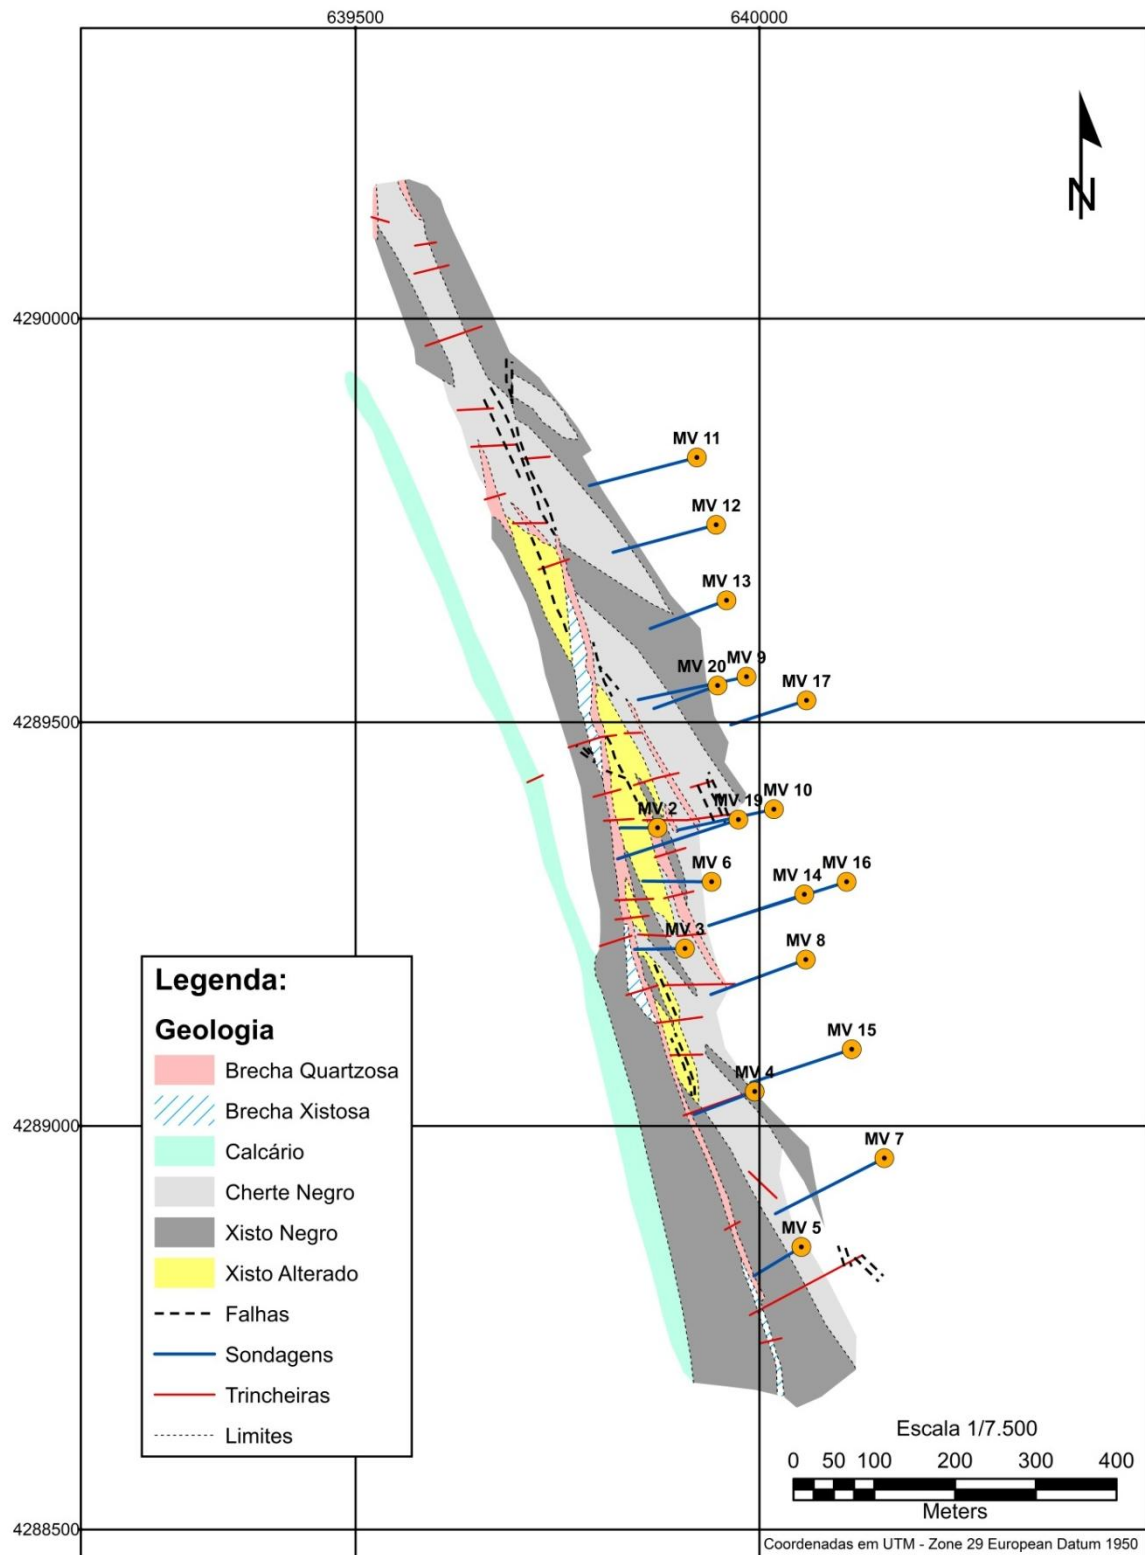 639500
640000
N
4290000
MV 11
MV 12
MV 13
MV 9
MV 20
MV 17
4289500
MV 10
MV 19
MV 2
MV 6
MV 16
MV 14
MV 3
MV 8
MV 15
MV 4
4289000
MV 7
MV 5
Legenda:
Geologia
Brecha Quartzosa
Brecha Xistosa
Calcário
Cherte Negro
Xisto Negro
Xisto Alterado
Falhas
Sondagens
Trincheiras
Limites
Escala 1/7.500
0 50 100 200 300 400
Meters
4288500
Coordenadas em UTM - Zone 29 European Datum 1950